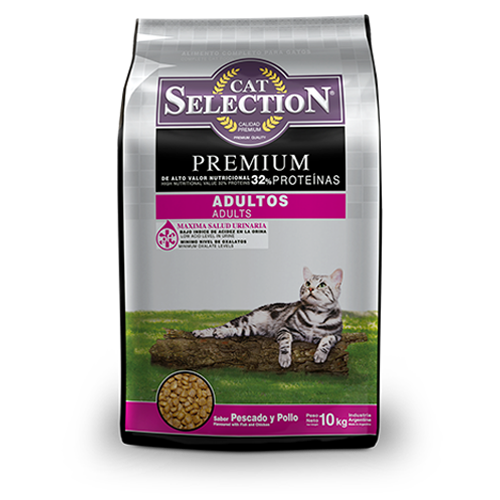 ALIMENTO COMPLETO PARA GATOS
CAT
SELECTION®
CALIDAD
PREMIUM
PREMIUM QUALITY
PREMIUM
DE ALTO VALOR NUTRICIONAL 32% PROTEÍNAS
HIGH NUTRITIONAL VALUE 32% PROTEINS
ADULTOS
ADULTS
MAXIMA SALUD URINARIA
BAJO INDICE DE ACIDEZ EN LA ORINA
LOW ACID LEVEL IN URINE
MINIMO NIVEL DE OXALATOS
MINIMUM OXALATE LEVELS
Sabor Pescado y Pollo
Flavoured with Fish and Chicken
Peso
Neto
10kg
Industria
Argentina